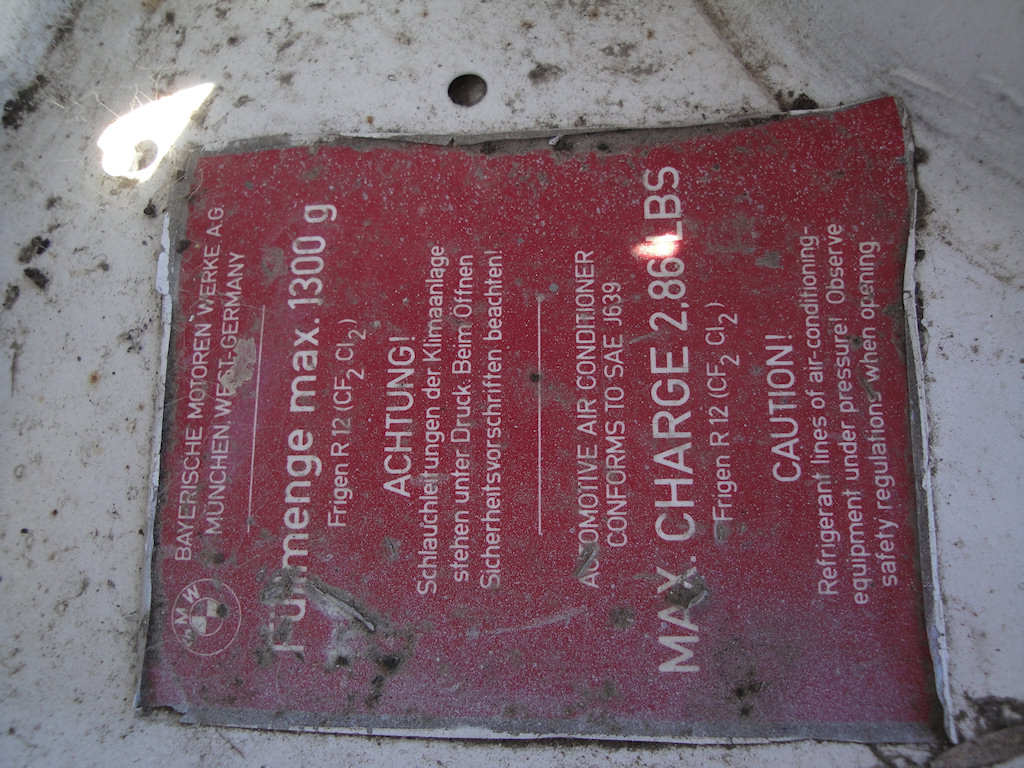 BMW
BAYERISCHE MOTOREN WERKE A.G.
MÜNCHEN, WEST-GERMANY
Füllmenge max. 1300 g
Frigen R 12 (CF2 Cl2)
ACHTUNG!
Schlauchleitungen der Klimaanlage
stehen unter Druck. Beim Öffnen
Sicherheitsvorschriften beachten!
AUTOMOTIVE AIR CONDITIONER
CONFORMS TO SAE J639
MAX. CHARGE 2.86 LBS
Frigen R 12 (CF2 Cl2)
CAUTION!
Refrigerant lines of air-conditioning-
equipment under pressure! Observe
safety regulations when opening.